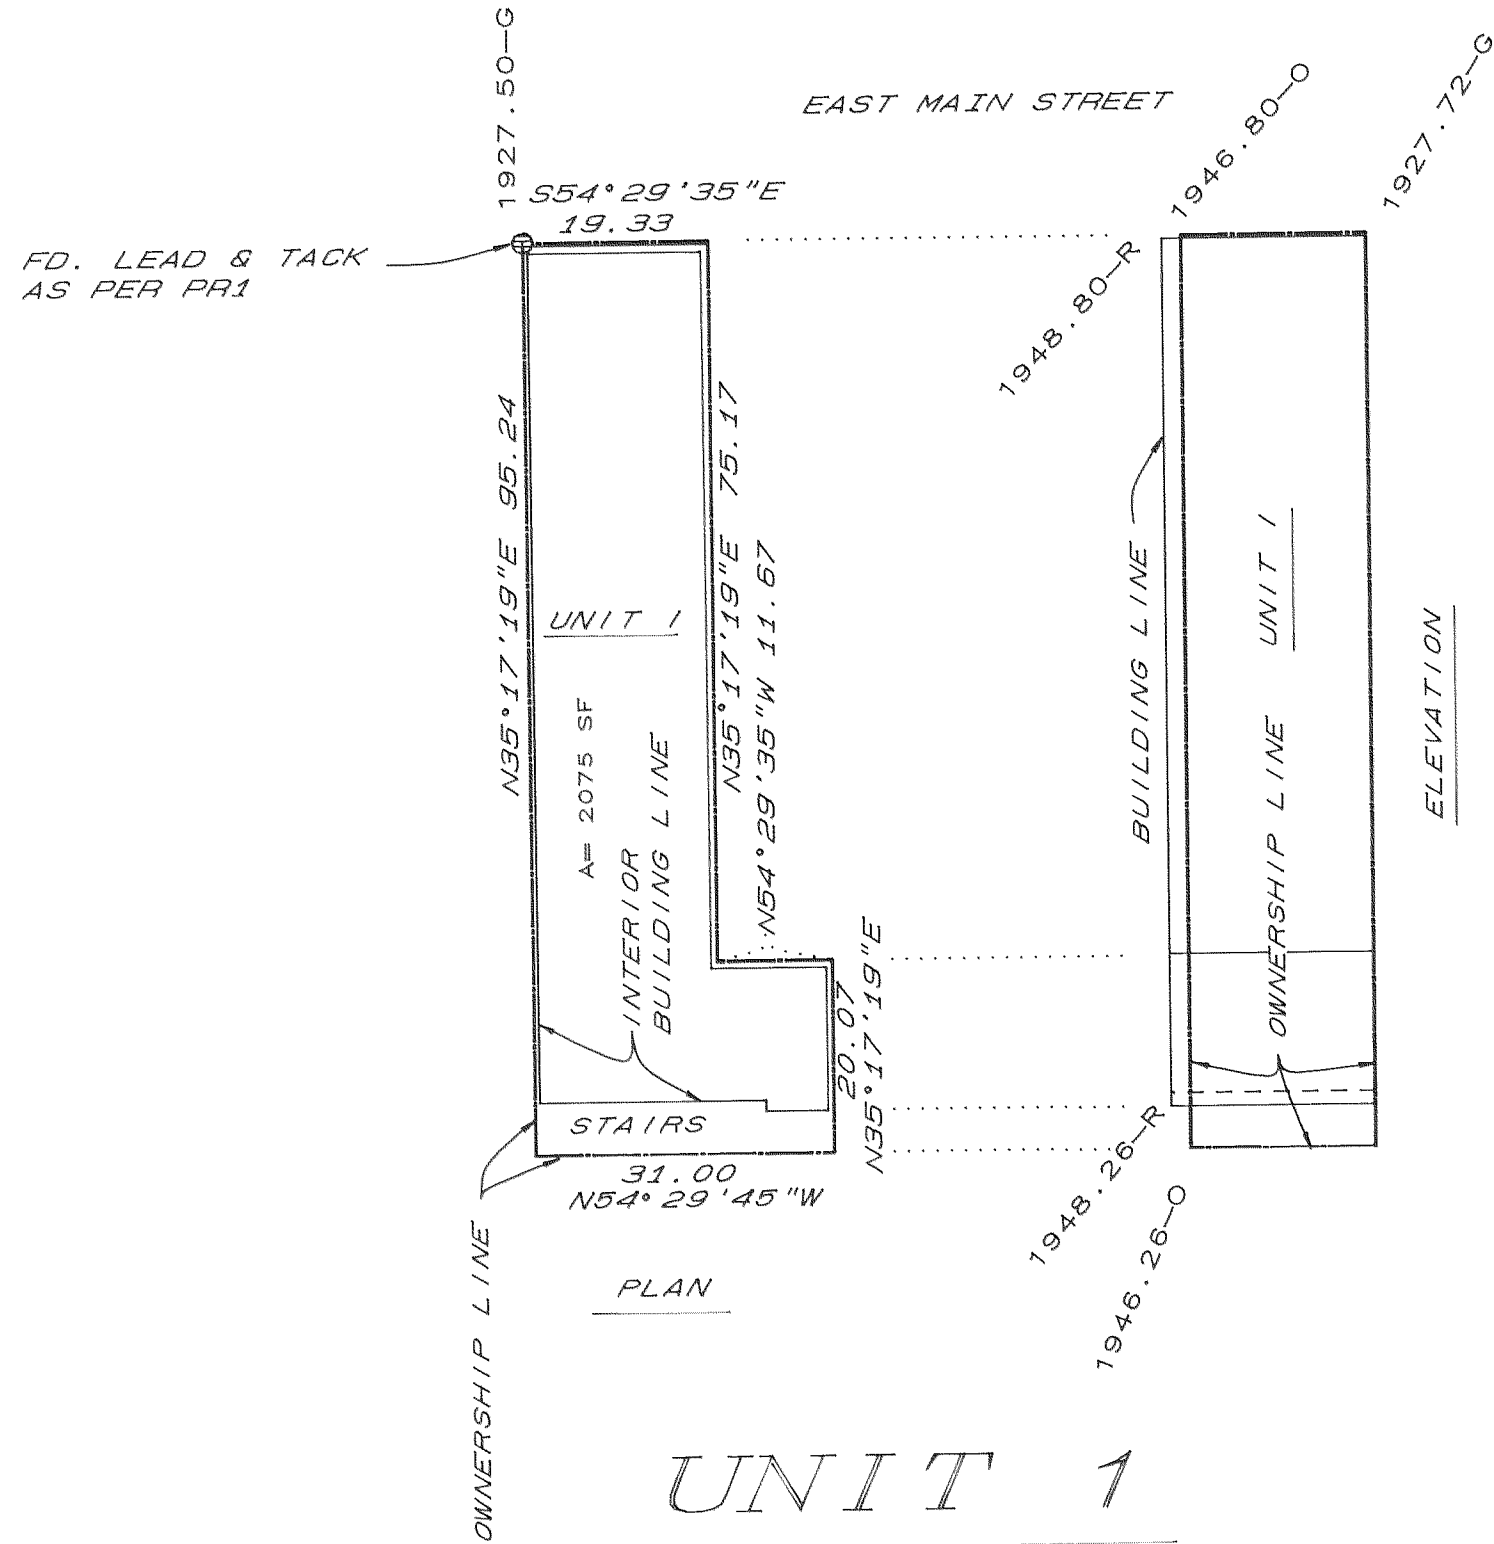 1927.50—G
EAST MAIN STREET
1946.80—O
1927.72—G
S54°29'35"E
19.33
FD. LEAD & TACK
AS PER PR1
1948.80—R
N35°17'19"E 95.24
N35°17'19"E 75.17
N54°29'35"W 11.67
UNIT 1
A= 2075 SF
INTERIOR
BUILDING LINE
BUILDING LINE
UNIT 1
OWNERSHIP LINE
ELEVATION
20.07
N35°17'19"E
STAIRS
31.00
N54°29'45"W
1948.26—R
1946.26—O
OWNERSHIP LINE
PLAN
UNIT 1